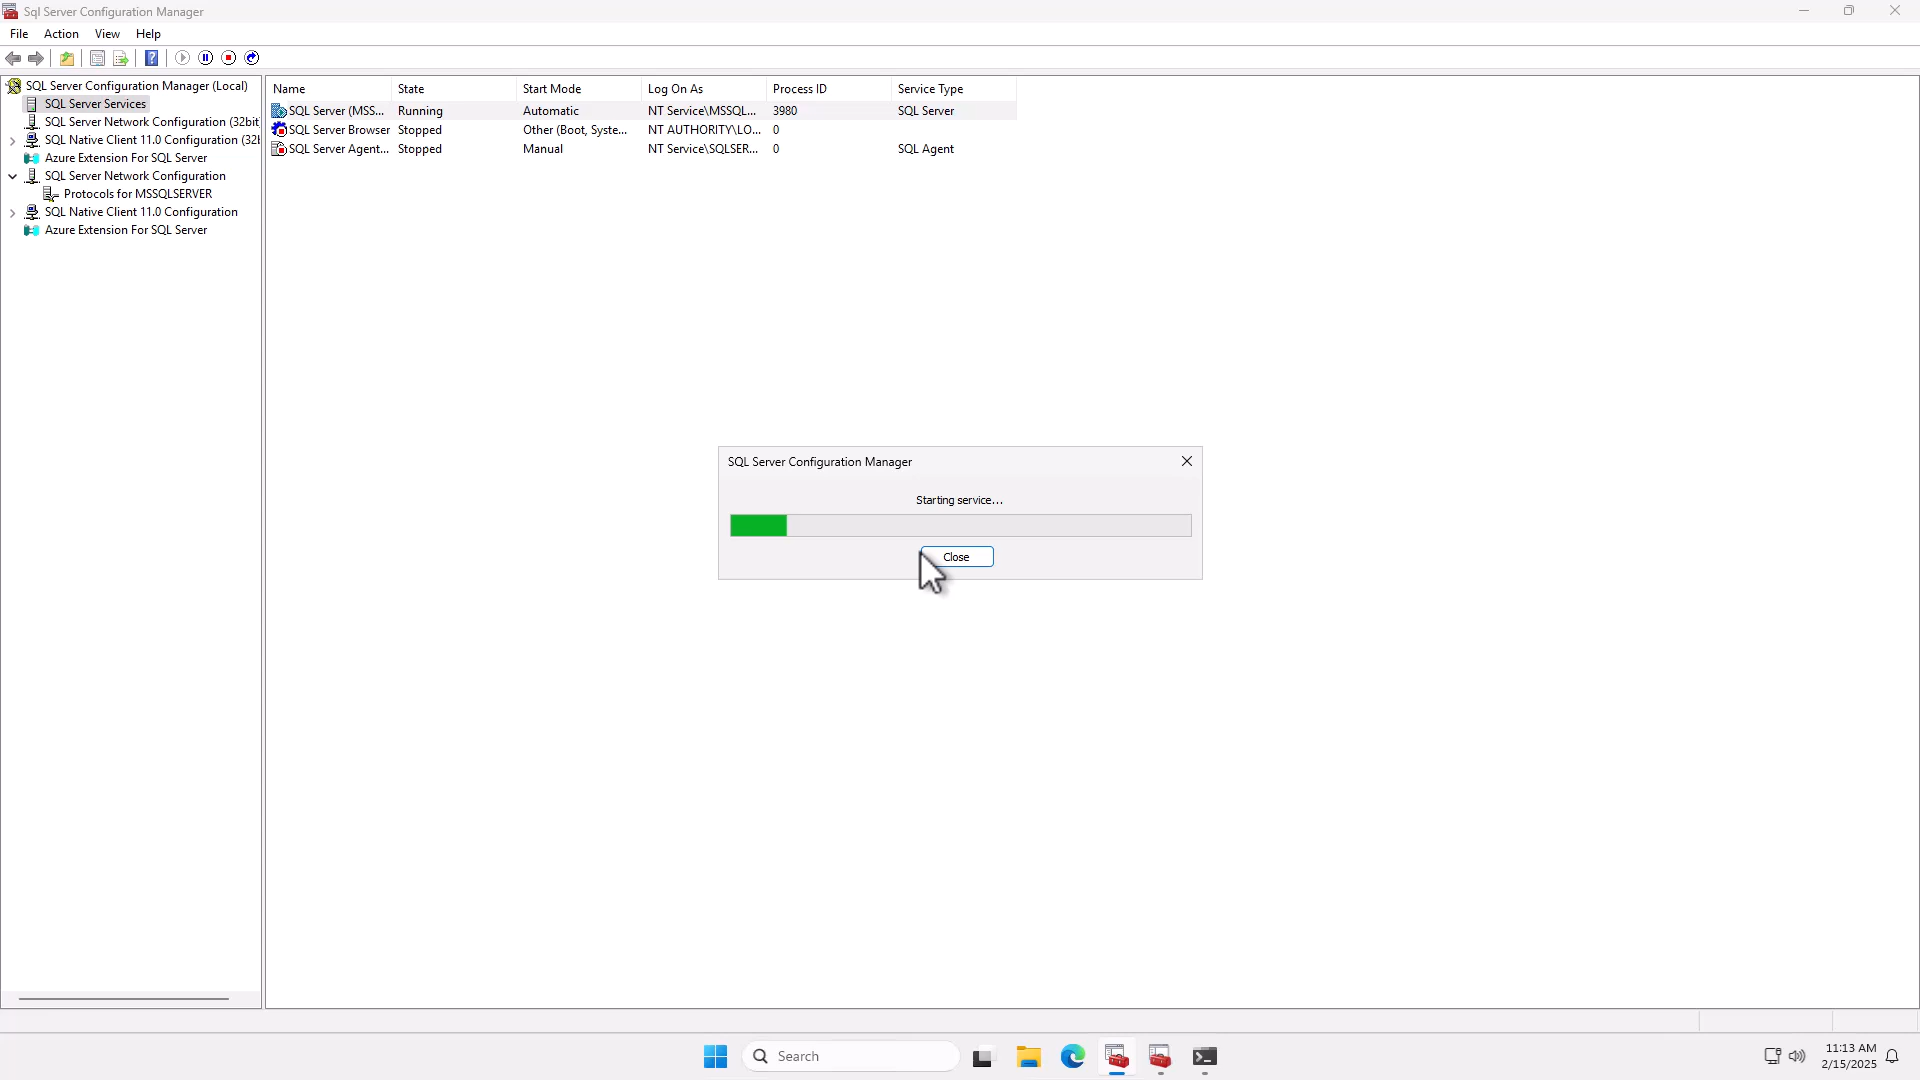 Sql Server Configuration Manager
File Action View Help
SQL Server Configuration Manager (Local)
SQL Server Services
SQL Server Network Configuration (32bit
SQL Native Client 11.0 Configuration (32b
Azure Extension For SQL Server
SQL Server Network Configuration
Protocols for MSSQLSERVER
SQL Native Client 11.0 Configuration
Azure Extension For SQL Server
Name State Start Mode Log On As Process ID Service Type
SQL Server (MSS... Running Automatic NT Service\MSSQL... 3980 SQL Server
SQL Server Browser Stopped Other (Boot, Syste... NT AUTHORITY\LO... 0
SQL Server Agent... Stopped Manual NT Service\SQLSER... 0 SQL Agent
SQL Server Configuration Manager
Starting service...
Close
Search
11:13 AM
2/15/2025